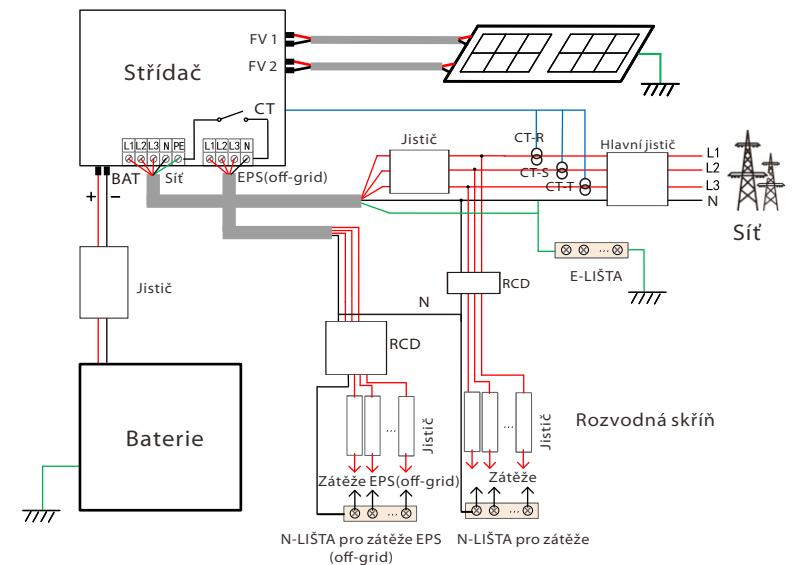 FV 1
FV 2
Střídač
CT
L1 L2 L3 N PE
L1 L2 L3 N
BAT
Síť
EPS(off-grid)
+
−
Jistič
Baterie
Jistič
CT-R
CT-S
CT-T
Hlavní jistič
L1
L2
L3
N
Síť
E-LIŠTA
...
RCD
N
RCD
...
Jistič
...
Jistič
Rozvodná skříň
Zátěže EPS(off-grid)
Zátěže
...
...
N-LIŠTA pro zátěže EPS
(off-grid)
N-LIŠTA pro zátěže